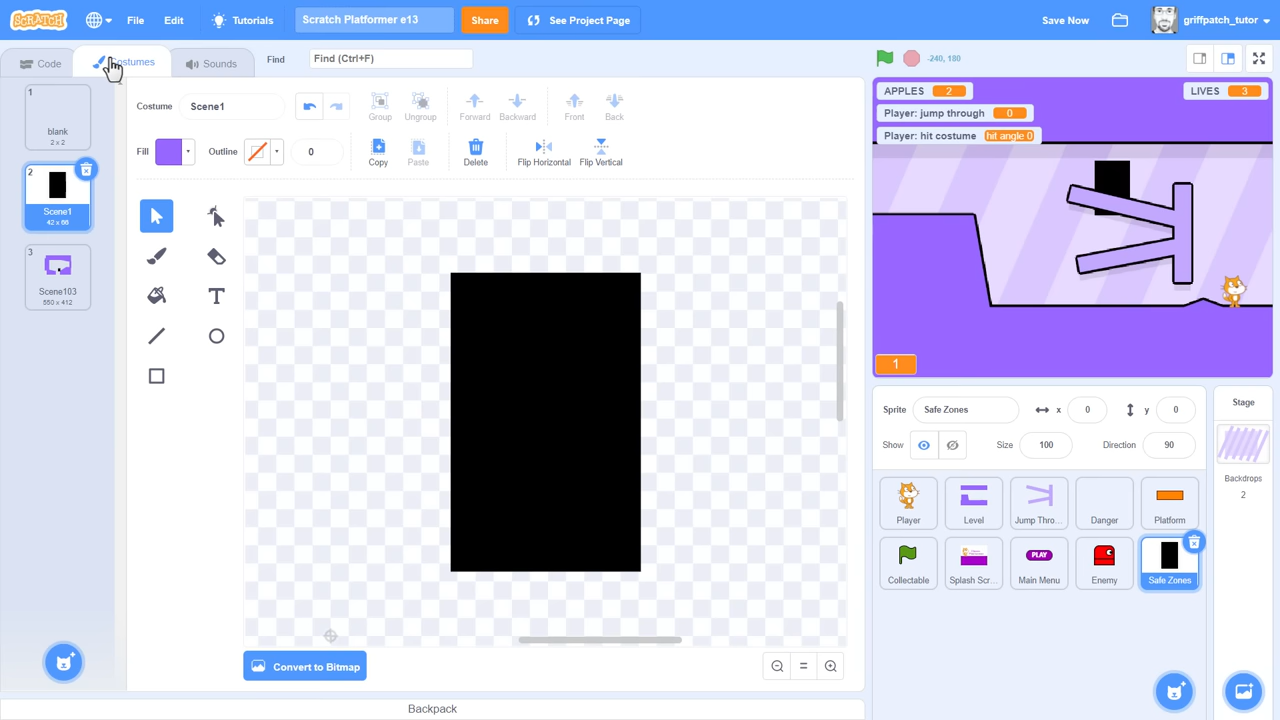 SCRATCH
File
Edit
Tutorials
Scratch Platformer e13
Share
See Project Page
Save Now
griffpatch_tutor
Code
Costumes
Sounds
Find
Find (Ctrl+F)
-240, 180
1
blank
2 x 2
2
Scene1
42 x 66
3
Scene103
550 x 412
Costume
Scene1
Group
Ungroup
Forward
Backward
Front
Back
Fill
Outline
0
Copy
Paste
Delete
Flip Horizontal
Flip Vertical
Convert to Bitmap
Backpack
APPLES 2
LIVES 3
Player: jump through 0
Player: hit costume hit angle 0
1
Sprite
Safe Zones
x
0
y
0
Show
Size
100
Direction
90
Stage
Player
Level
Jump Thro...
Danger
Platform
Collectable
Splash Scr...
PLAY
Main Menu
Enemy
Safe Zones
Backdrops
2